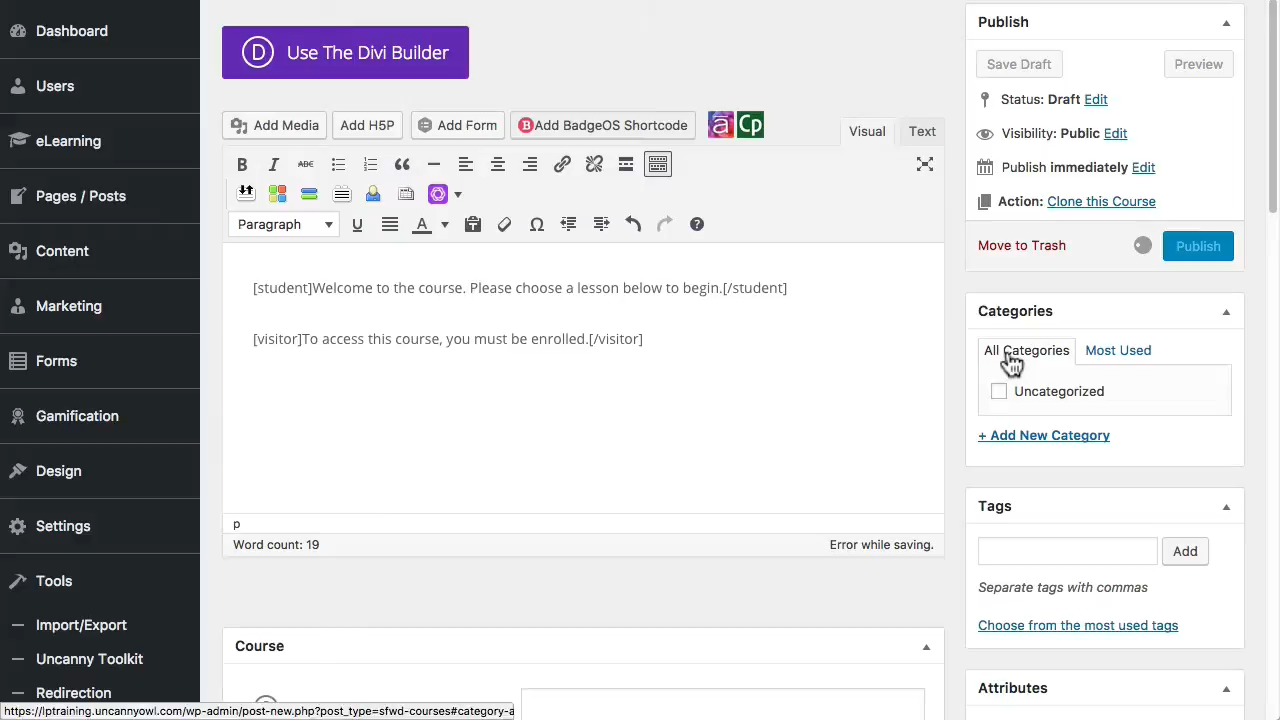 Dashboard
Users
eLearning
Pages / Posts
Content
Marketing
Forms
Gamification
Design
Settings
Tools
Import/Export
Uncanny Toolkit
Redirection
D Use The Divi Builder
Add Media
Add H5P
Add Form
B Add BadgeOS Shortcode
a Cp
Visual
Text
B I ABC
Paragraph
U A Ω ?
[student]Welcome to the course. Please choose a lesson below to begin.[/student]
[visitor]To access this course, you must be enrolled.[/visitor]
p
Word count: 19
Error while saving.
Course
Publish
Save Draft
Preview
Status: Draft Edit
Visibility: Public Edit
Publish immediately Edit
Action: Clone this Course
Move to Trash
Publish
Categories
All Categories
Most Used
Uncategorized
+ Add New Category
Tags
Add
Separate tags with commas
Choose from the most used tags
Attributes
https://lptraining.uncannyowl.com/wp-admin/post-new.php?post_type=sfwd-courses#category-a